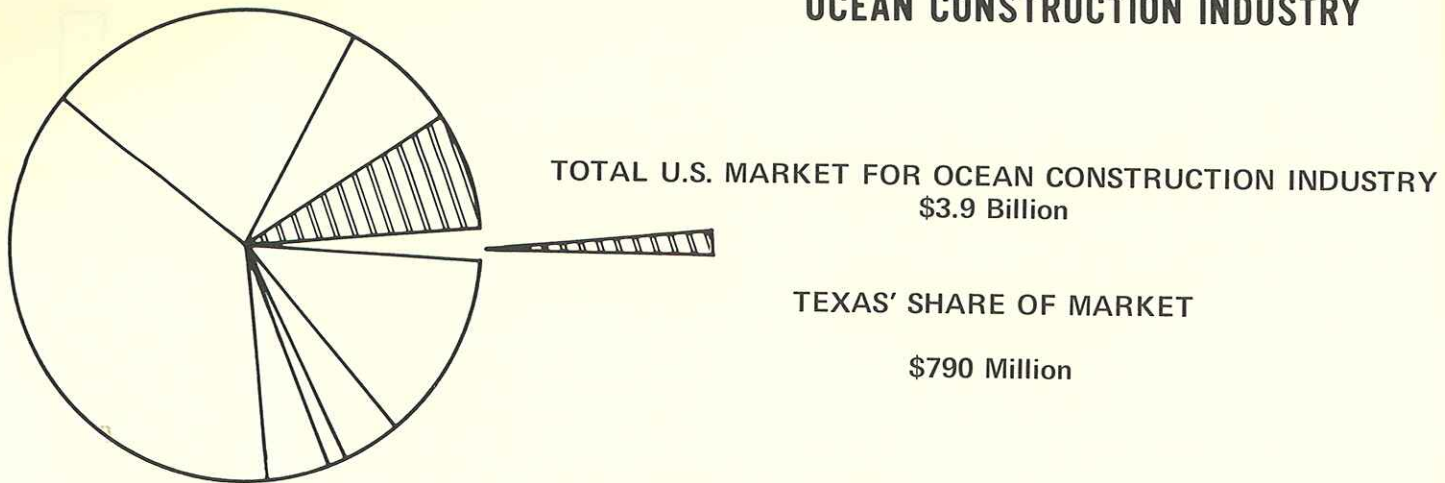 OCEAN CONSTRUCTION INDUSTRY
TOTAL U.S. MARKET FOR OCEAN CONSTRUCTION INDUSTRY
$3.9 Billion
TEXAS' SHARE OF MARKET
$790 Million